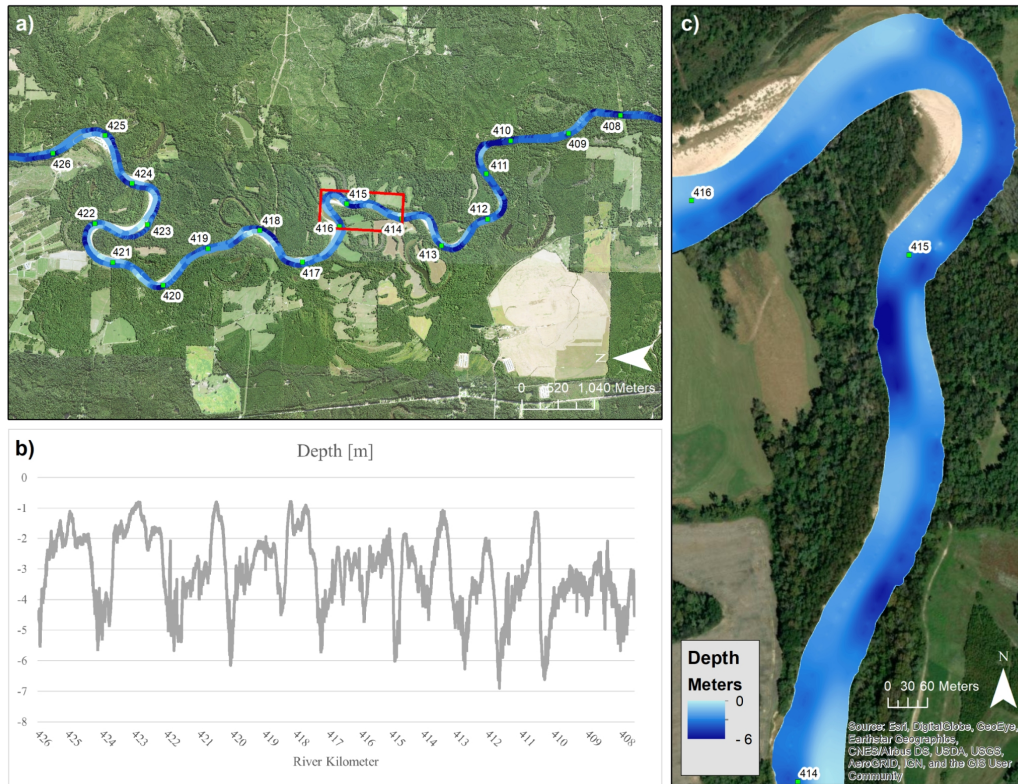 a)
425
426
424
422
423
421
420
419
418
417
416
415
414
413
412
411
410
409
408
N
0 520 1,040 Meters
b)
Depth [m]
0
-1
-2
-3
-4
-5
-6
-7
-8
426 425 424 423 422 421 420 419 418 417 416 415 414 413 412 411 410 409 408
River Kilometer
c)
416
415
414
Depth
Meters
0
- 6
N
0 30 60 Meters
Source: Esri, DigitalGlobe, GeoEye,
Earthstar Geographics,
CNES/Airbus DS, USDA, USGS,
AeroGRID, IGN, and the GIS User
Community